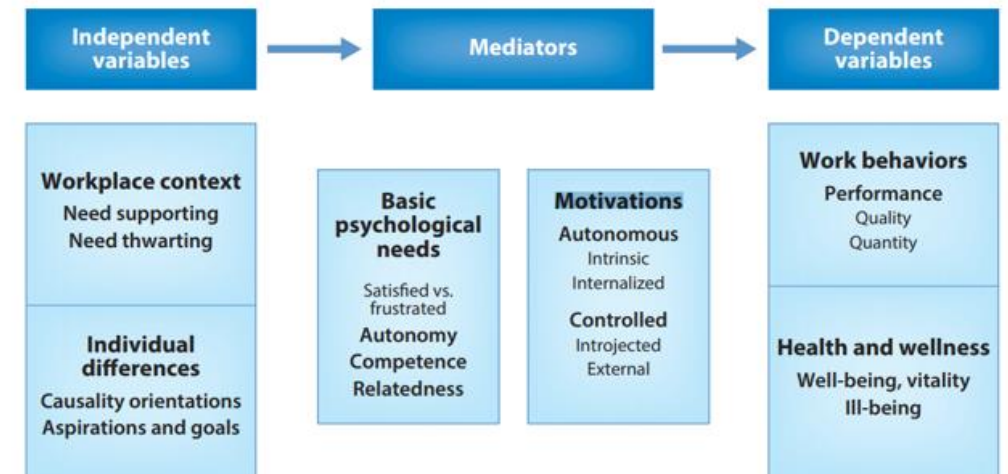 Independent
variables
Mediators
Dependent
variables
Workplace context
Need supporting
Need thwarting
Individual
differences
Causality orientations
Aspirations and goals
Basic
psychological
needs
Satisfied vs.
frustrated
Autonomy
Competence
Relatedness
Motivations
Autonomous
Intrinsic
Internalized
Controlled
Introjected
External
Work behaviors
Performance
Quality
Quantity
Health and wellness
Well-being, vitality
Ill-being